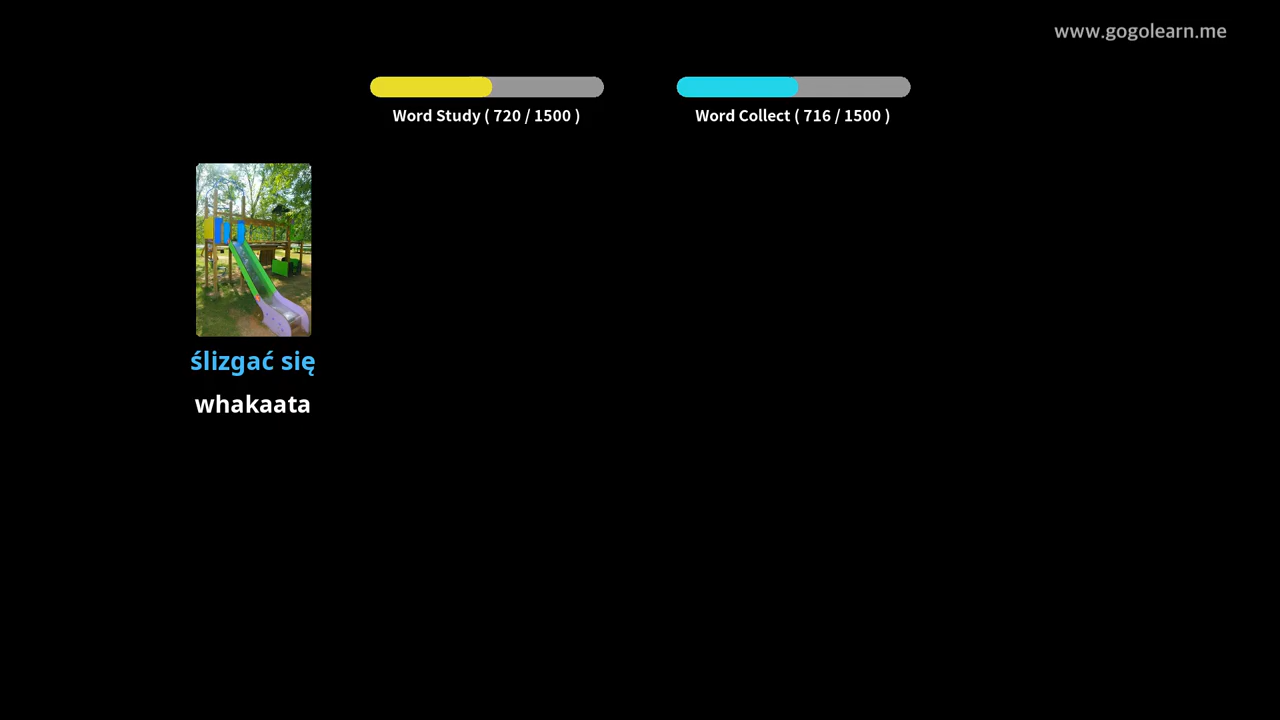 www.gogolearn.me
Word Study ( 720 / 1500 )
Word Collect ( 716 / 1500 )
ślizgać się
whakaata